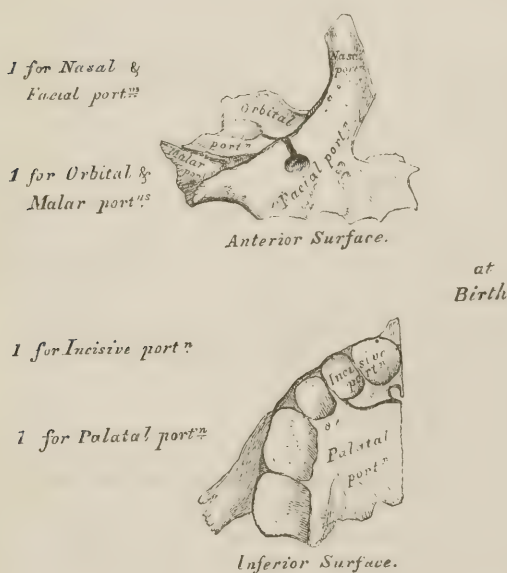 1 for Nasal &
Facial port.ns
1 for Orbital &
Malar port.ns
Nasal
port.n
Orbital
port.n
Malar
port.n
Facial port.n
Anterior Surface.
at
Birth
1 for Incisive port.n
1 for Palatal port.n
Incisive
port.n
or
Palatal
port.n
Inferior Surface.